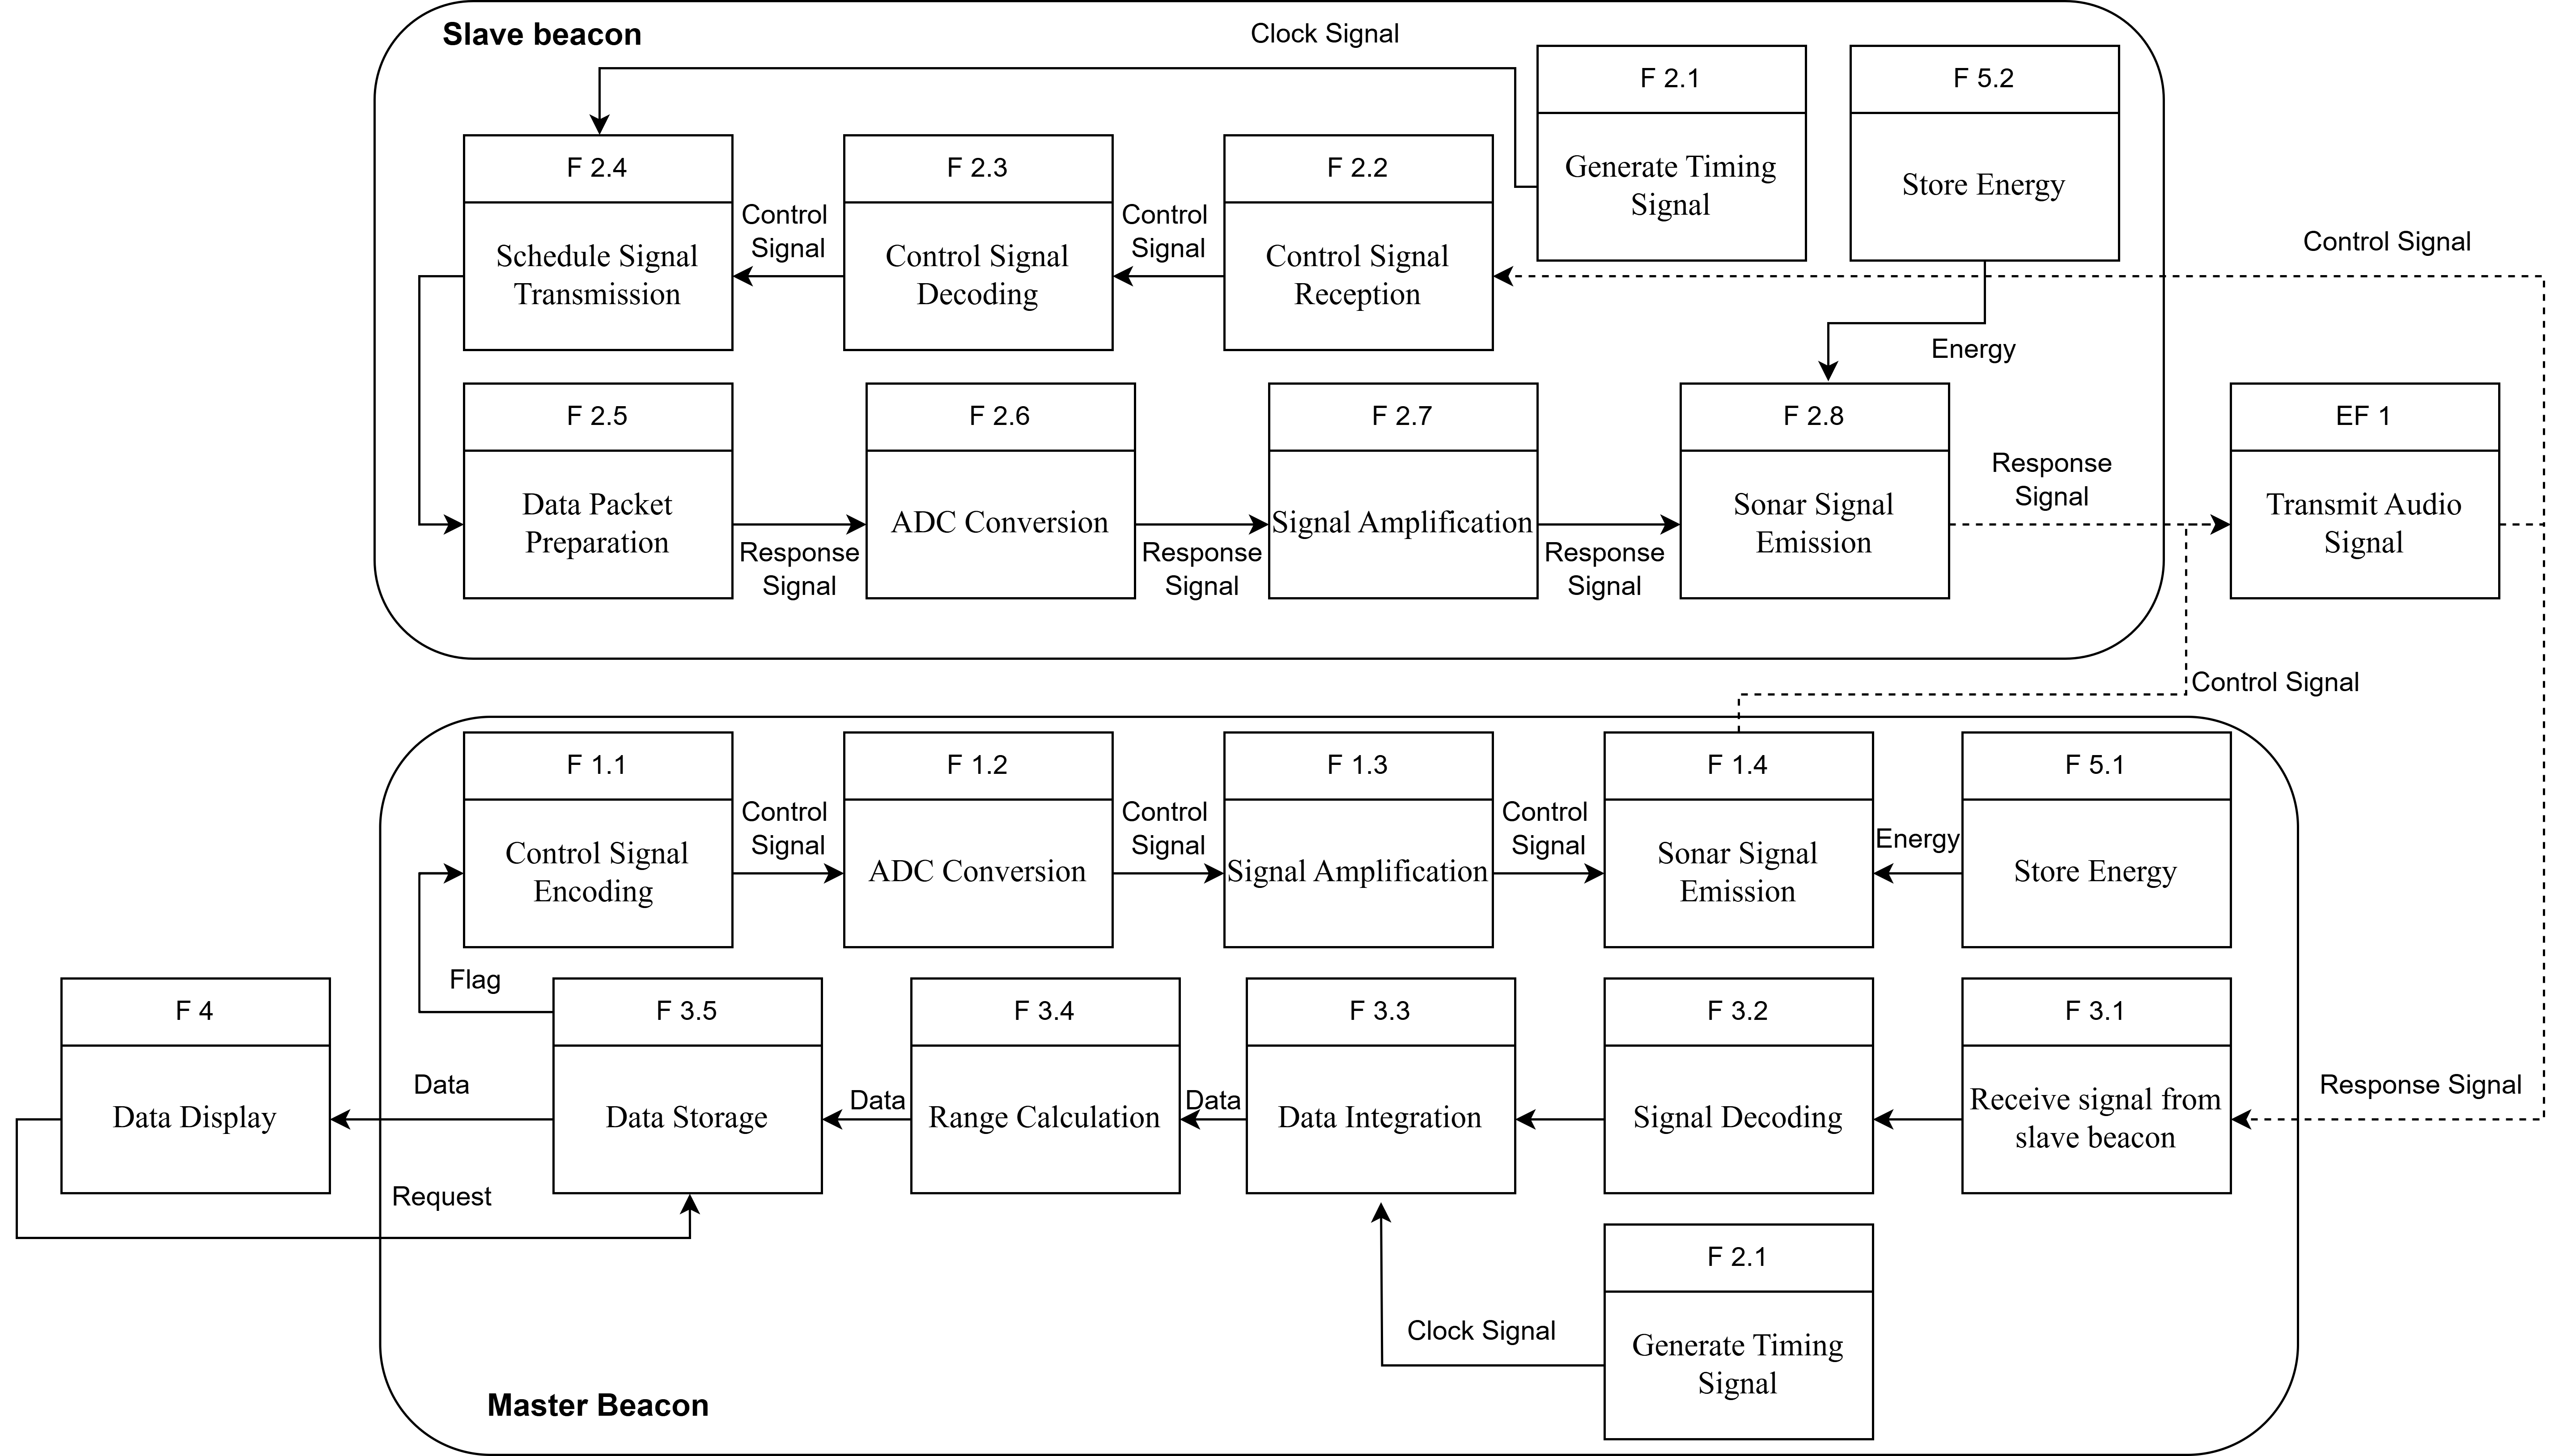 Slave beacon
Clock Signal
F 2.1
Generate Timing
Signal
F 5.2
Store Energy
F 2.4
Schedule Signal
Transmission
Control
Signal
F 2.3
Control Signal
Decoding
Control
Signal
F 2.2
Control Signal
Reception
Control Signal
Energy
F 2.5
Data Packet
Preparation
Response
Signal
F 2.6
ADC Conversion
Response
Signal
F 2.7
Signal Amplification
Response
Signal
F 2.8
Sonar Signal
Emission
Response
Signal
EF 1
Transmit Audio
Signal
Control Signal
F 1.1
Control Signal
Encoding
Control
Signal
F 1.2
ADC Conversion
Control
Signal
F 1.3
Signal Amplification
Control
Signal
F 1.4
Sonar Signal
Emission
Energy
F 5.1
Store Energy
Flag
F 4
Data Display
Data
Request
F 3.5
Data Storage
Data
F 3.4
Range Calculation
Data
F 3.3
Data Integration
F 3.2
Signal Decoding
F 3.1
Receive signal from
slave beacon
Response Signal
Clock Signal
F 2.1
Generate Timing
Signal
Master Beacon